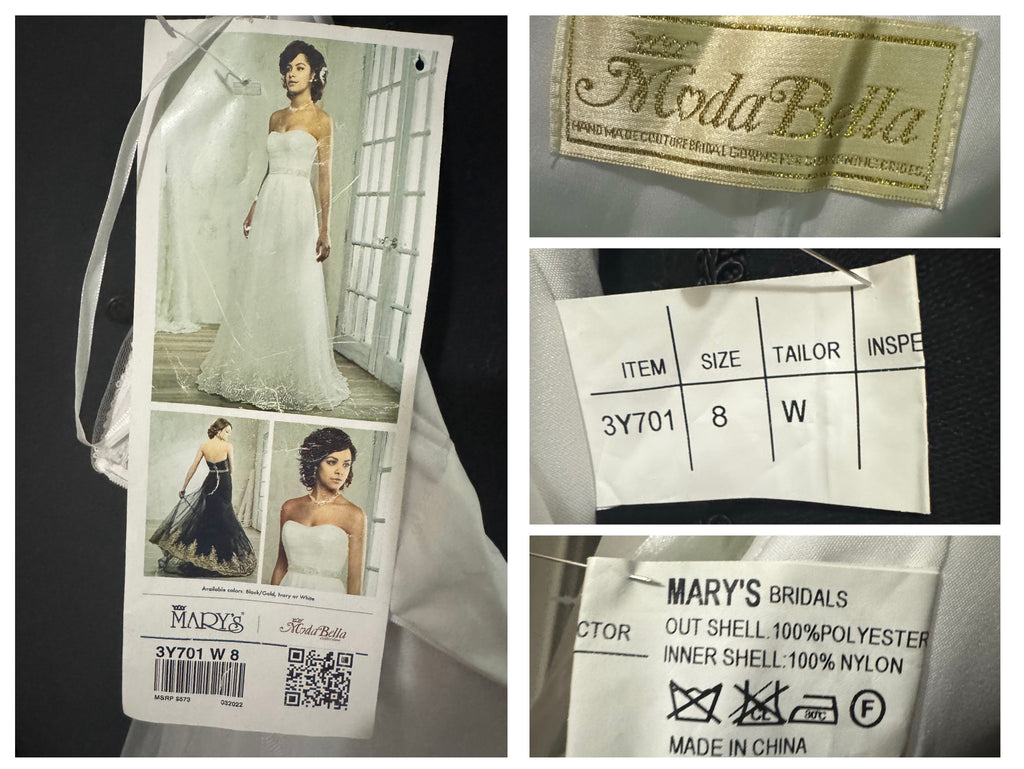 Available colors: Black/Gold, Ivory or White
MARY'S®
Moda Bella
3Y701 W 8
MSRP $573
032022
Moda Bella
HAND MADE COUTURE BRIDAL GOWNS FOR BRIDES.
ITEM SIZE TAILOR INSPE
3Y701 8 W
CTOR
MARY'S BRIDALS
OUT SHELL.100%POLYESTER
INNER SHELL:100% NYLON
CL
F
MADE IN CHINA